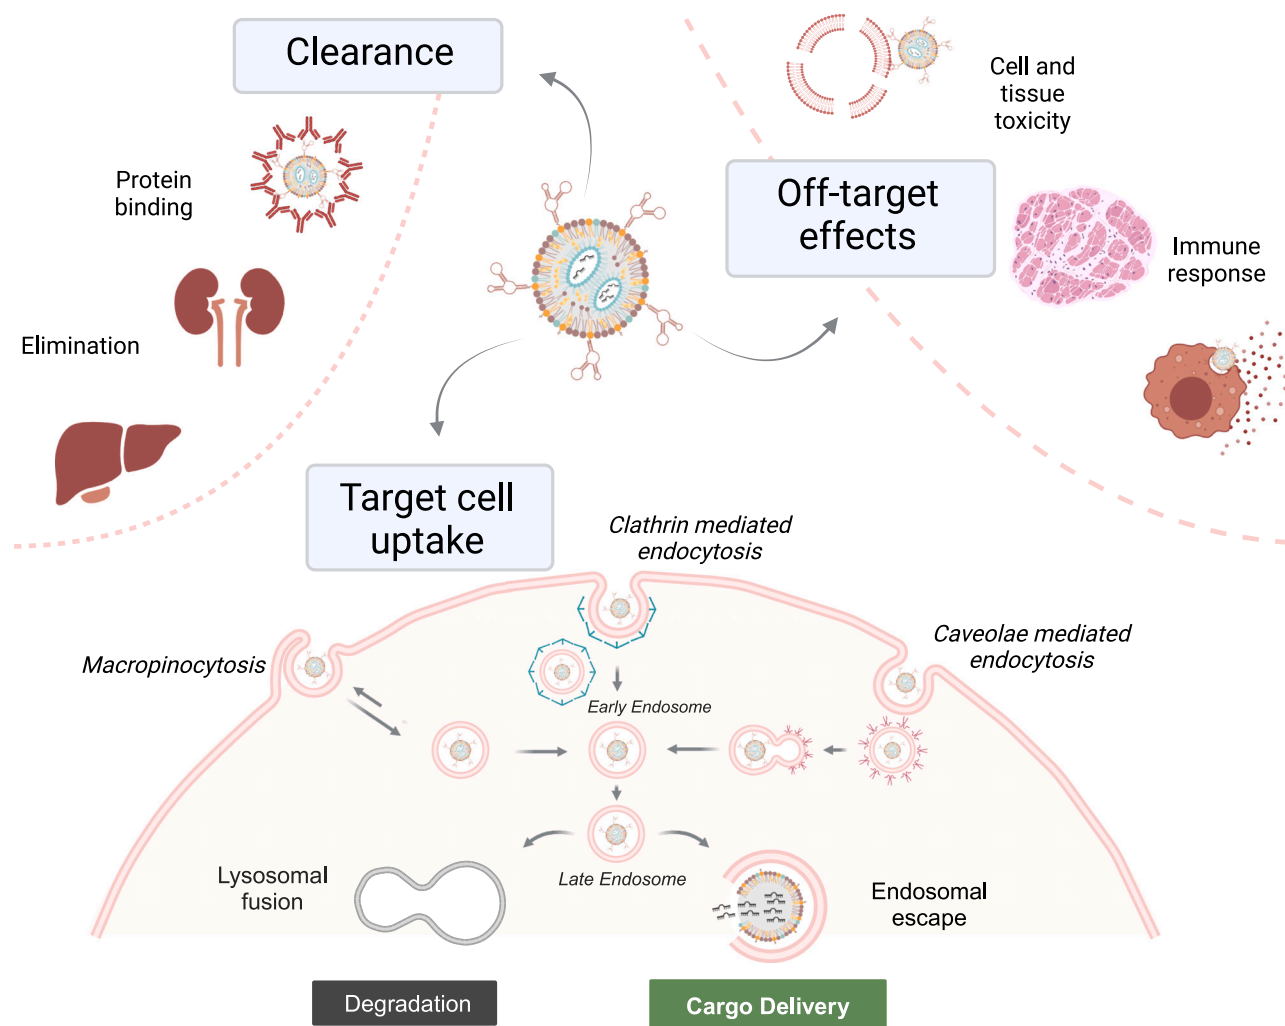 Clearance
Protein
binding
Elimination
Cell and
tissue
toxicity
Off-target
effects
Immune
response
Target cell
uptake
Clathrin mediated
endocytosis
Macropinocytosis
Caveolae mediated
endocytosis
Early Endosome
Late Endosome
Lysosomal
fusion
Endosomal
escape
Degradation
Cargo Delivery